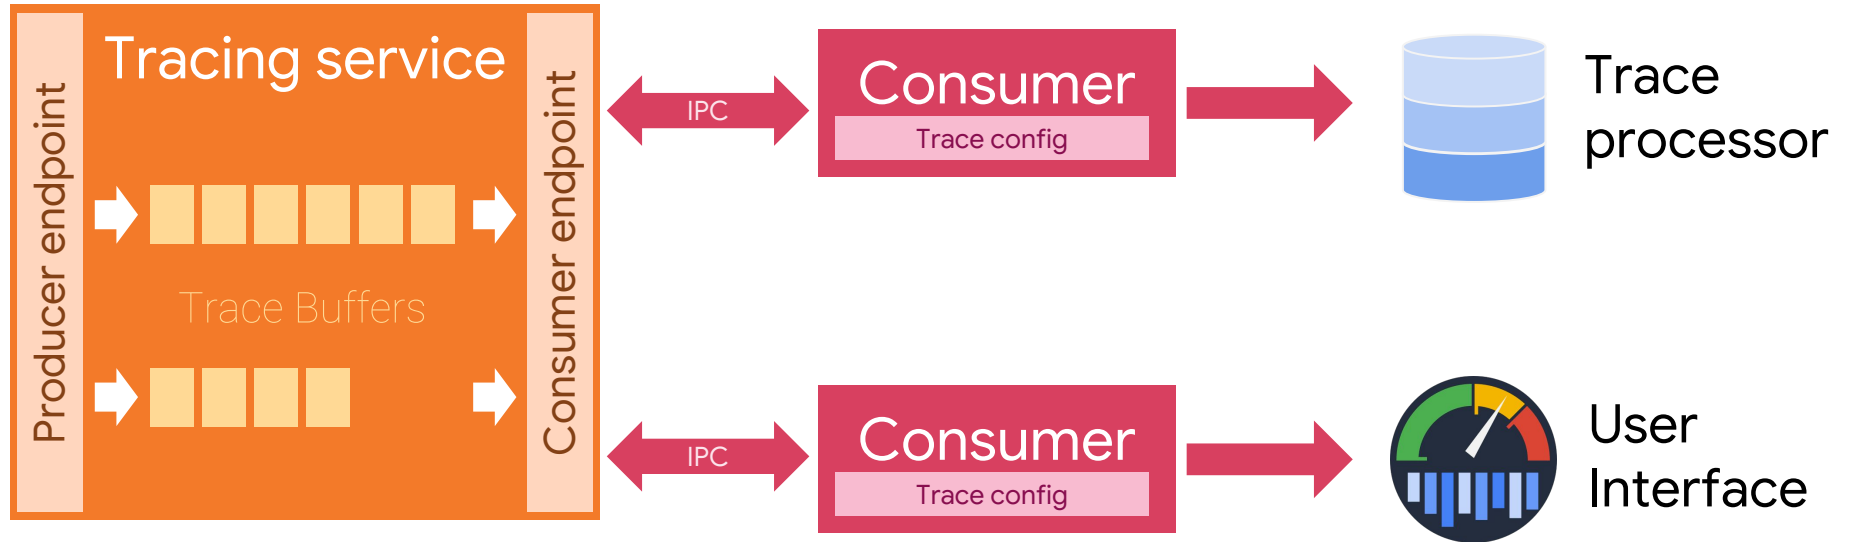 Tracing service
Producer endpoint
Trace Buffers
Consumer endpoint
IPC
Consumer
Trace config
Trace
processor
IPC
Consumer
Trace config
User
Interface